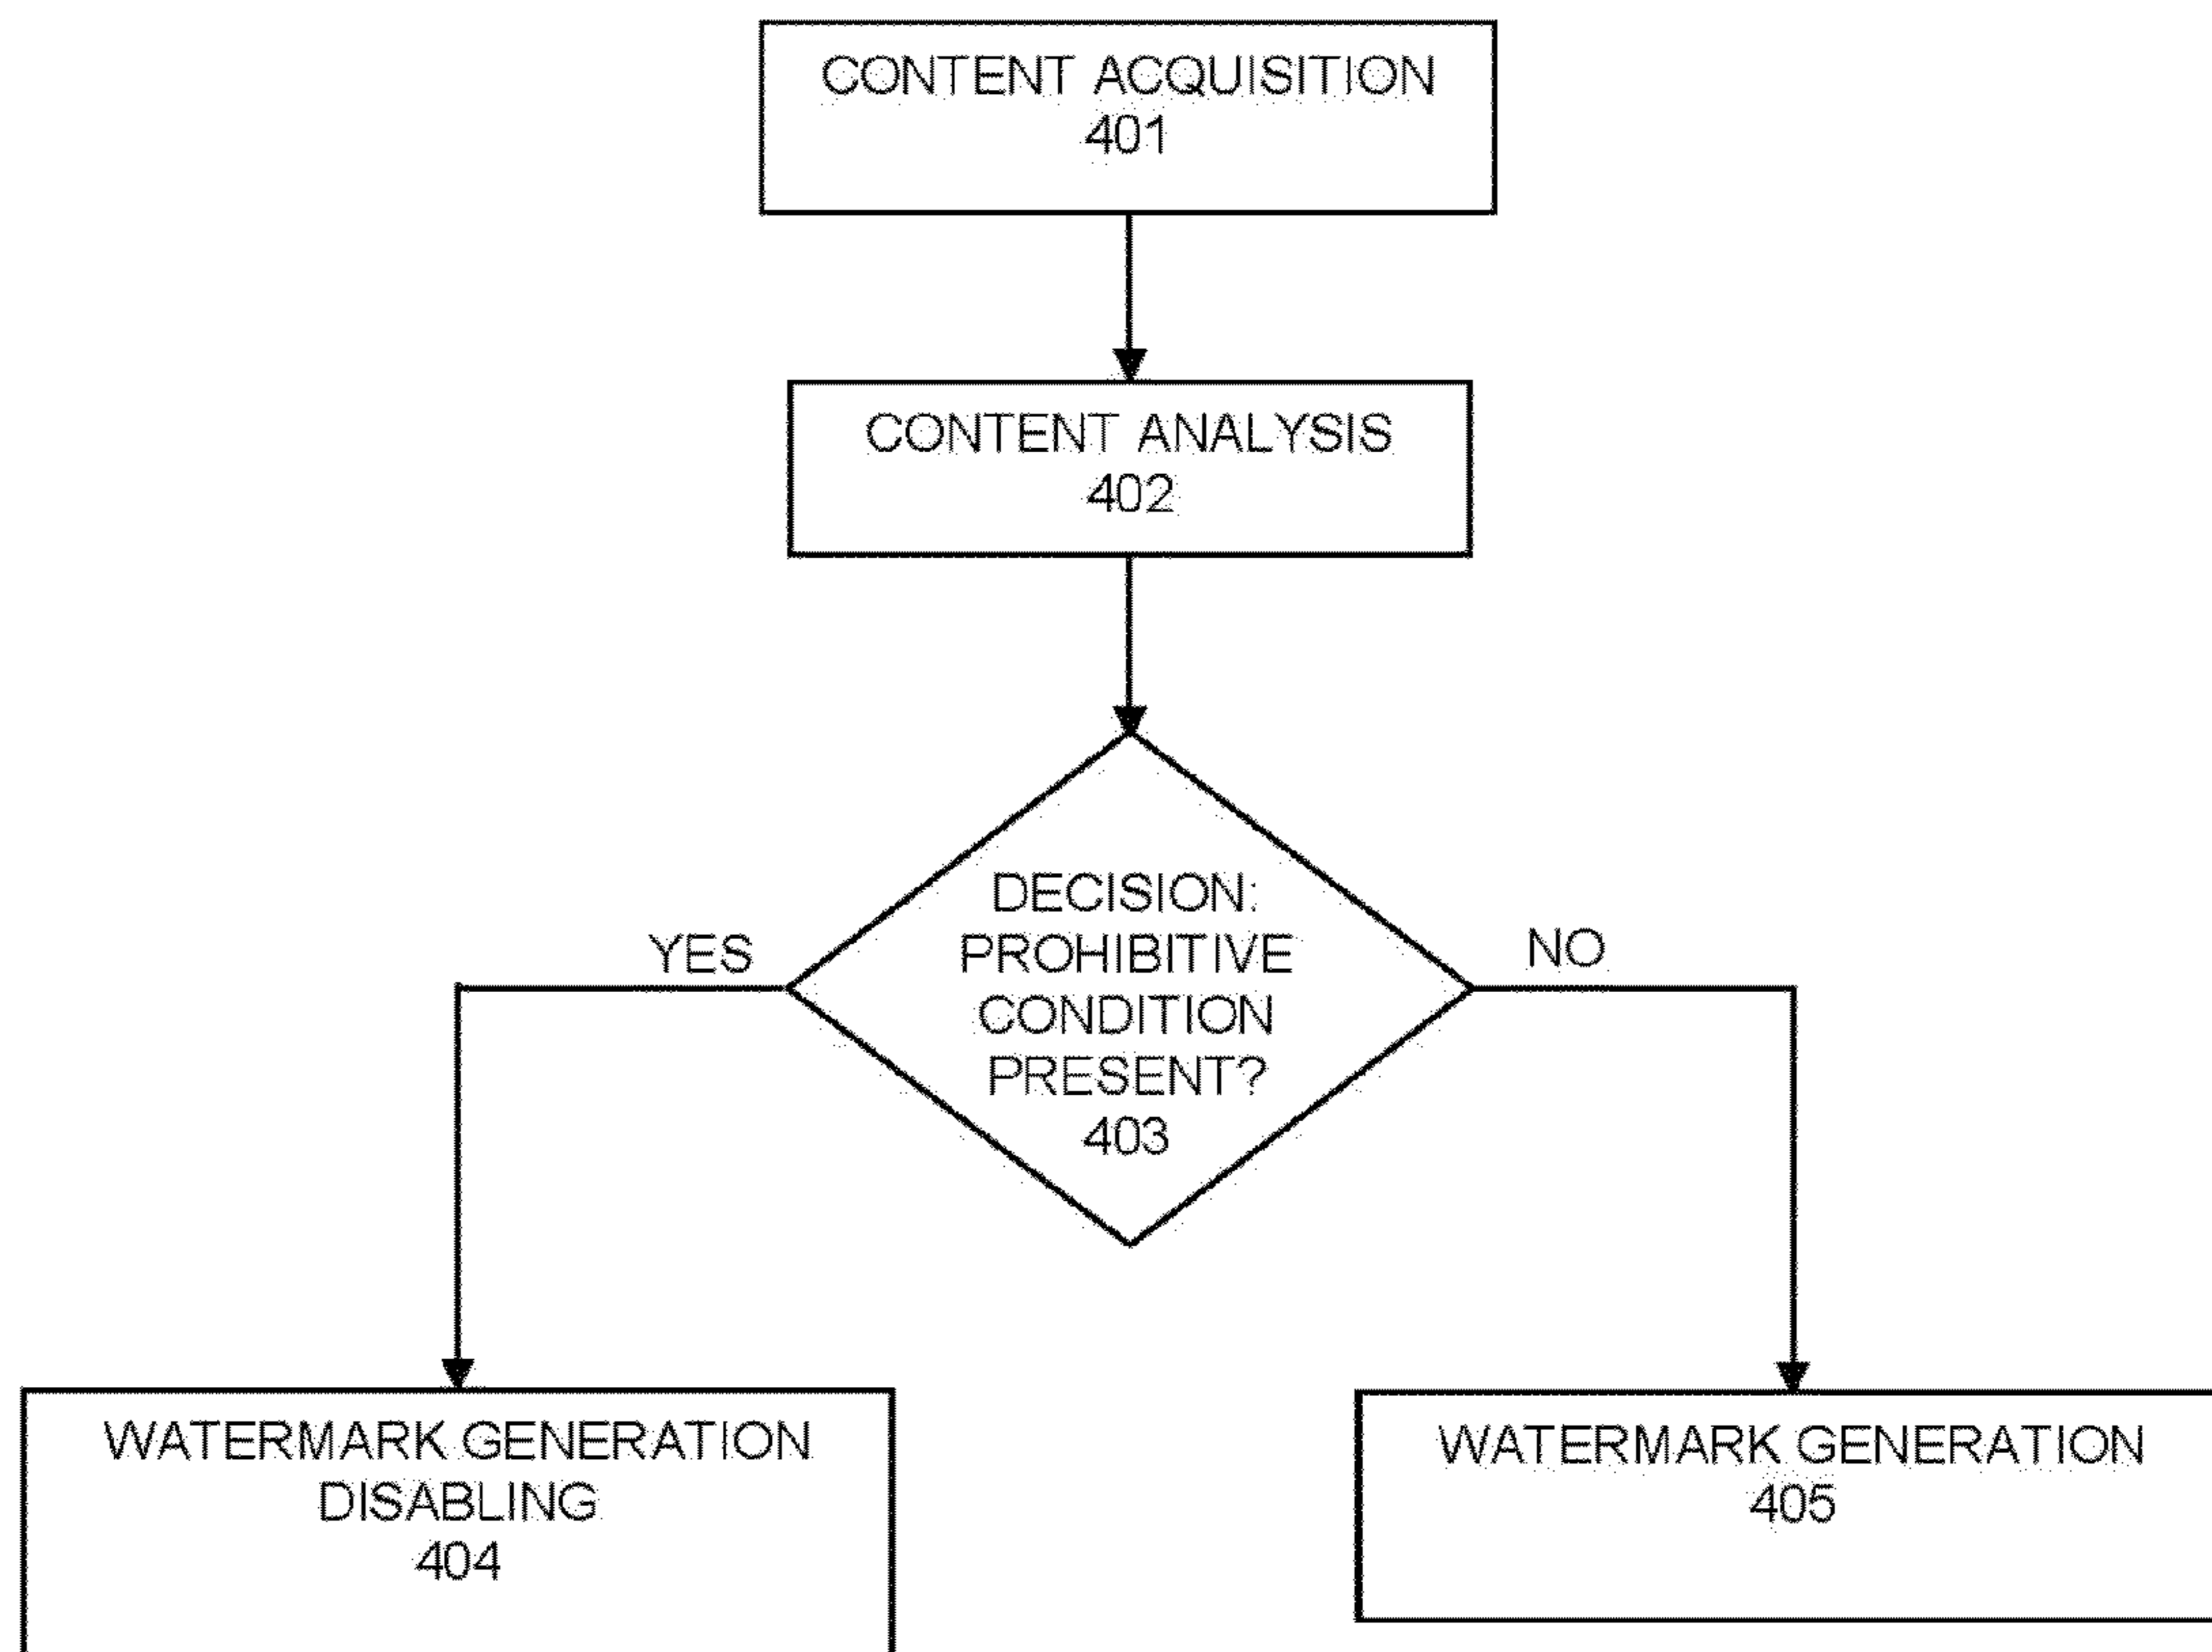 CONTENT ACQUISITION
401
CONTENT ANALYSIS
402
DECISION:
PROHIBITIVE
CONDITION
PRESENT?
403
YES
NO
WATERMARK GENERATION
DISABLING
404
WATERMARK GENERATION
405